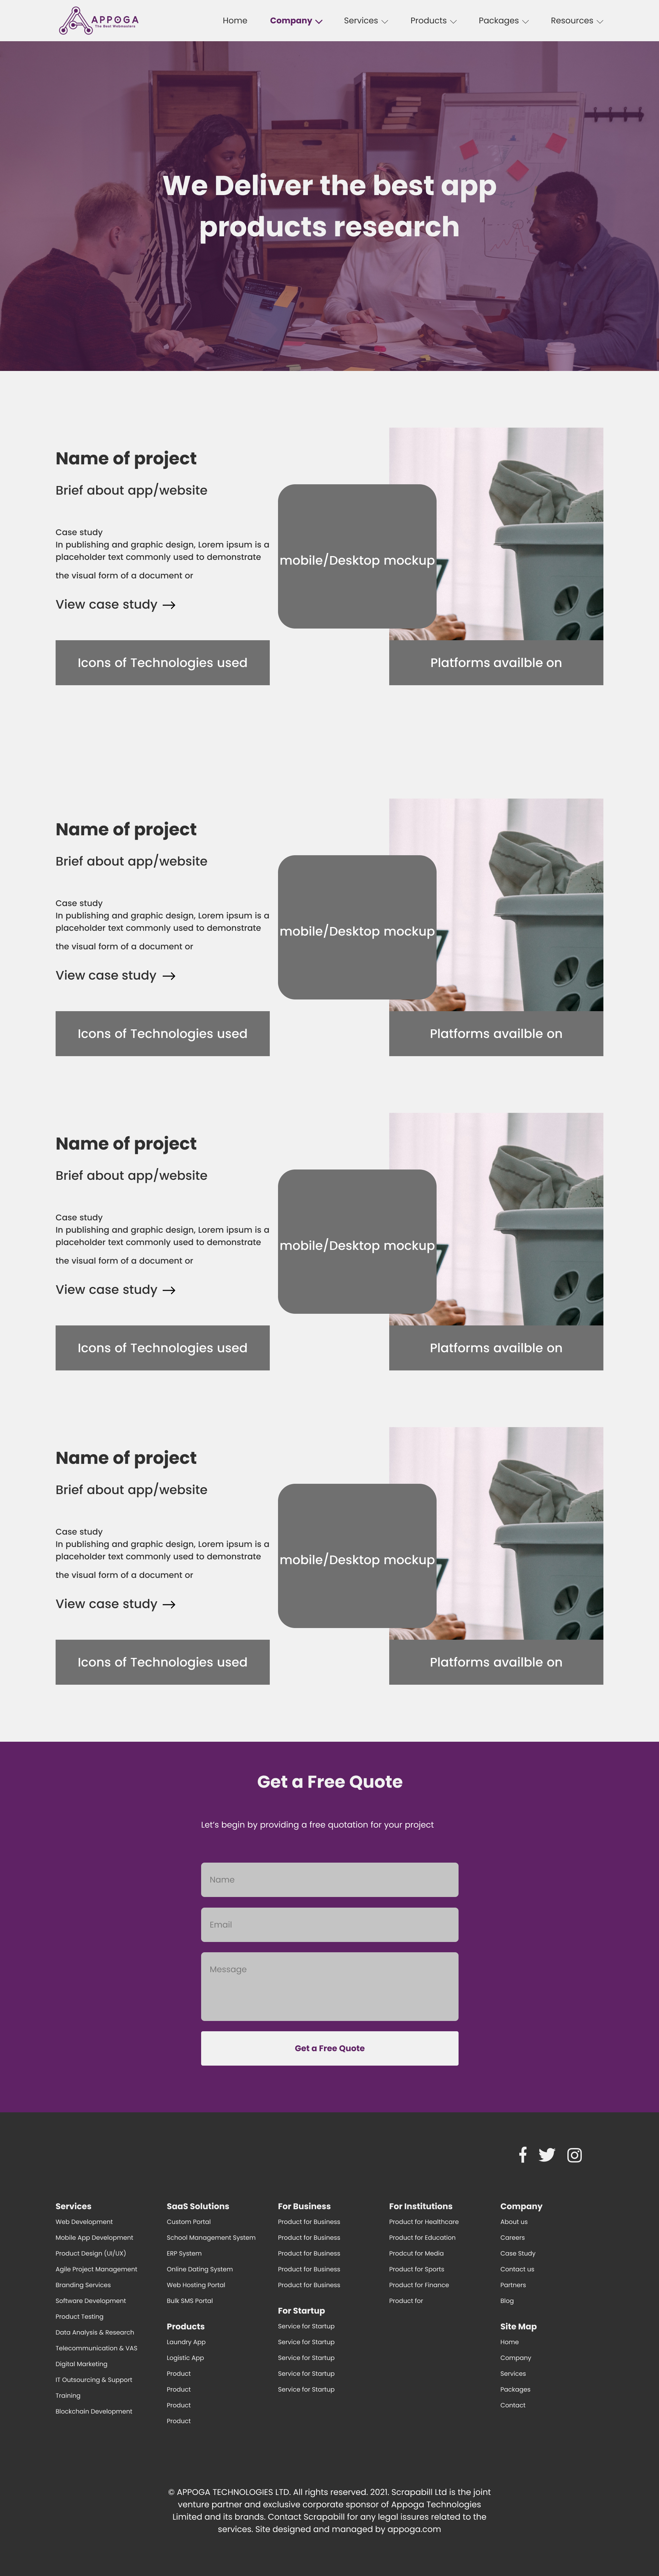 APPOGA
The Best Webmasters
Home
Company
Services
Products
Packages
Resources
We Deliver the best app
products research
Name of project
Brief about app/website
Case study
In publishing and graphic design, Lorem ipsum is a
placeholder text commonly used to demonstrate
the visual form of a document or
View case study
Icons of Technologies used
mobile/Desktop mockup
Platforms availble on
Name of project
Brief about app/website
Case study
In publishing and graphic design, Lorem ipsum is a
placeholder text commonly used to demonstrate
the visual form of a document or
View case study
Icons of Technologies used
mobile/Desktop mockup
Platforms availble on
Name of project
Brief about app/website
Case study
In publishing and graphic design, Lorem ipsum is a
placeholder text commonly used to demonstrate
the visual form of a document or
View case study
Icons of Technologies used
mobile/Desktop mockup
Platforms availble on
Name of project
Brief about app/website
Case study
In publishing and graphic design, Lorem ipsum is a
placeholder text commonly used to demonstrate
the visual form of a document or
View case study
Icons of Technologies used
mobile/Desktop mockup
Platforms availble on
Get a Free Quote
Let's begin by providing a free quotation for your project
Name
Email
Message
Get a Free Quote
Services
Web Development
Mobile App Development
Product Design (UI/UX)
Agile Project Management
Branding Services
Software Development
Product Testing
Data Analysis & Research
Telecommunication & VAS
Digital Marketing
IT Outsourcing & Support
Training
Blockchain Development
SaaS Solutions
Custom Portal
School Management System
ERP System
Online Dating System
Web Hosting Portal
Bulk SMS Portal
Products
Laundry App
Logistic App
Product
Product
Product
Product
For Business
Product for Business
Product for Business
Product for Business
Product for Business
Product for Business
For Startup
Service for Startup
Service for Startup
Service for Startup
Service for Startup
Service for Startup
For Institutions
Product for Healthcare
Product for Education
Prodcut for Media
Product for Sports
Product for Finance
Product for
Company
About us
Careers
Case Study
Contact us
Partners
Blog
Site Map
Home
Company
Services
Packages
Contact
© APPOGA TECHNOLOGIES LTD. All rights reserved. 2021. Scrapabill Ltd is the joint
venture partner and exclusive corporate sponsor of Appoga Technologies
Limited and its brands. Contact Scrapabill for any legal issures related to the
services. Site designed and managed by appoga.com